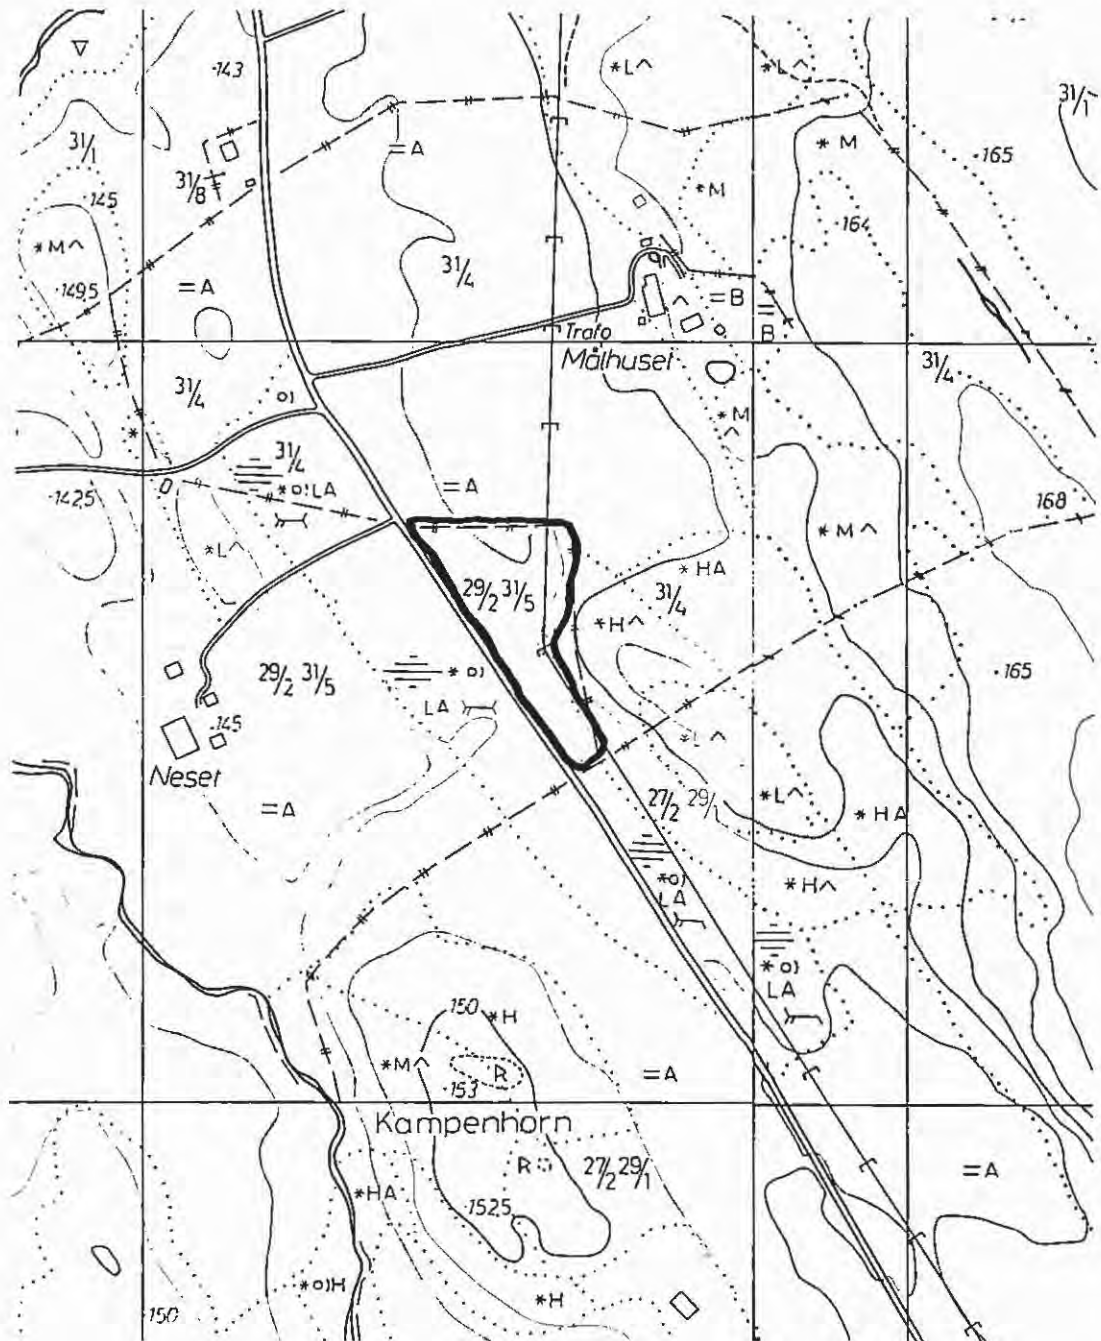 ·143
*L^
*L^
31/1
31/1
=A
*M
·165
31/8
·145
*M
·164
*M^
31/4
·149,5
=A
=B
=
B
Trafo
Målhuset
31/4
31/4
*M
^
31/4
=A
·142,5
*o)LA
168
*L^
*M^
*HA
29/2 31/5
31/4
*H^
29/2 31/5
*o)
·165
LA
·145
Neset
27/2 29/1
*L^
=A
*HA
*o)
LA
*H^
*o)
LA
150
*H
*M^
R
=A
·153
Kampenhorn
R
27/2 29/1
=A
*HA
·152,5
*o)H
*H
·150